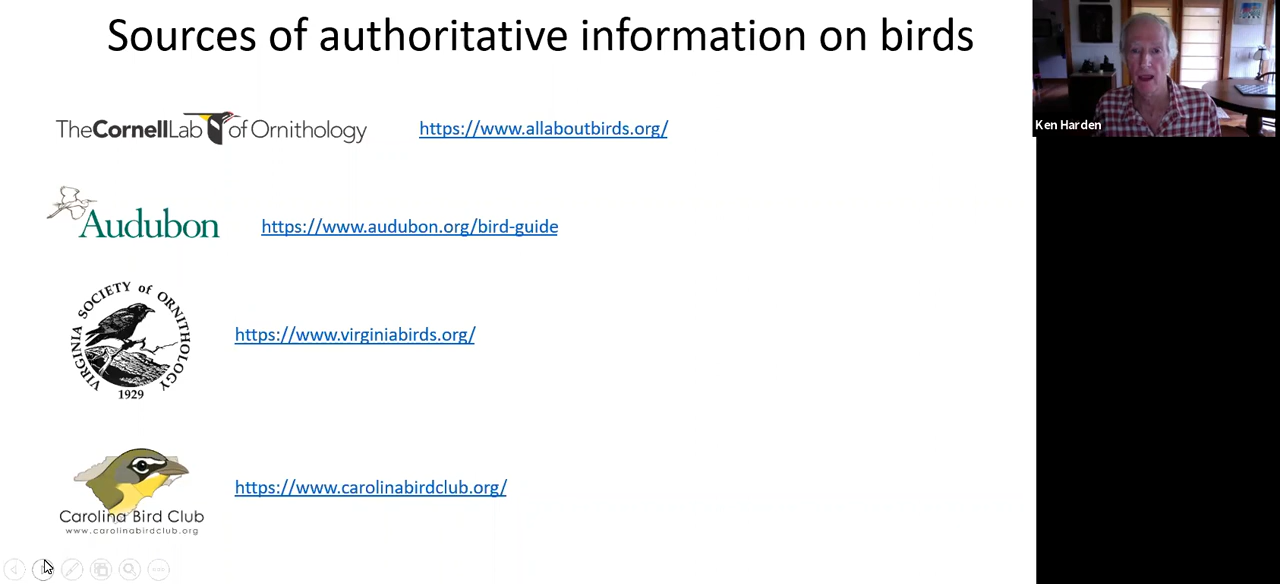 Sources of authoritative information on birds
TheCornellLab of Ornithology
https://www.allaboutbirds.org/
Audubon
https://www.audubon.org/bird-guide
VIRGINIA SOCIETY of ORNITHOLOGY
1929
https://www.virginiabirds.org/
Carolina Bird Club
www.carolinabirdclub.org
https://www.carolinabirdclub.org/
Ken Harden